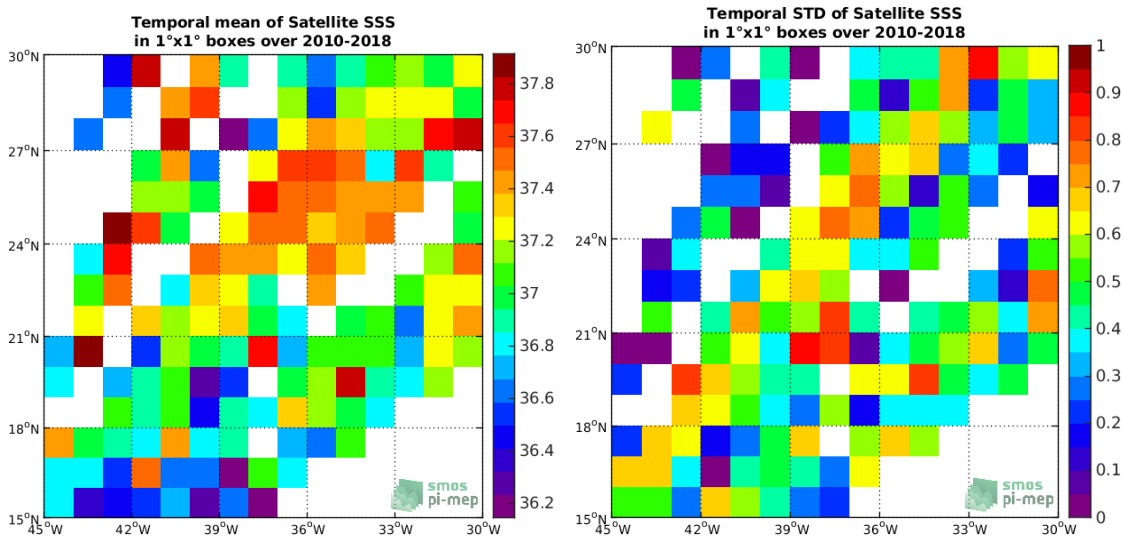 Temporal mean of Satellite SSS
in 1°x1° boxes over 2010-2018
30°N
27°N
24°N
21°N
18°N
15°N
45°W
42°W
39°W
36°W
33°W
30°W
37.8
37.6
37.4
37.2
37
36.8
36.6
36.4
36.2
smos
pi-mep
Temporal STD of Satellite SSS
in 1°x1° boxes over 2010-2018
30°N
27°N
24°N
21°N
18°N
15°N
45°W
42°W
39°W
36°W
33°W
30°W
1
0.9
0.8
0.7
0.6
0.5
0.4
0.3
0.2
0.1
0
smos
pi-mep